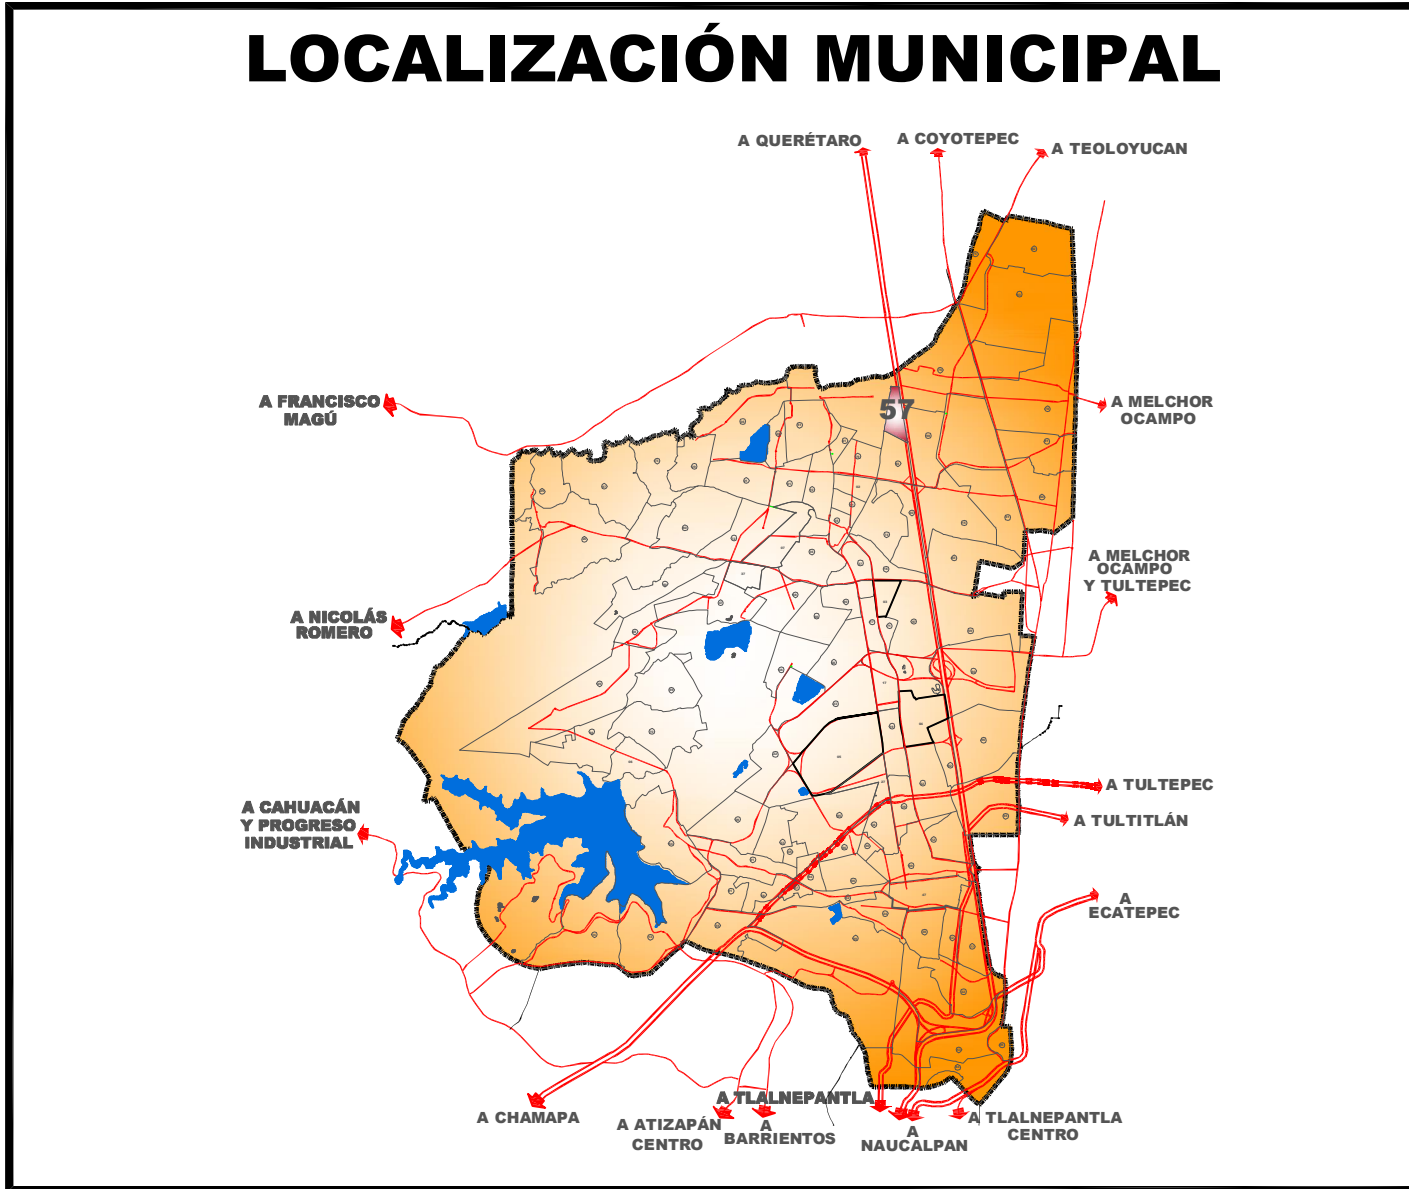 LOCALIZACIÓN MUNICIPAL
A QUERÉTARO
A COYOTEPEC
A TEOLOYUCAN
A FRANCISCO
MAGÚ
57
A MELCHOR
OCAMPO
A MELCHOR
OCAMPO
Y TULTEPEC
A NICOLÁS
ROMERO
A TULTEPEC
A CAHUACÁN
Y PROGRESO
INDUSTRIAL
A TULTITLÁN
A
ECATEPEC
A CHAMAPA
A ATIZAPÁN
CENTRO
A TLALNEPANTLA
A
BARRIENTOS
A
NAUCALPAN
A TLALNEPANTLA
CENTRO